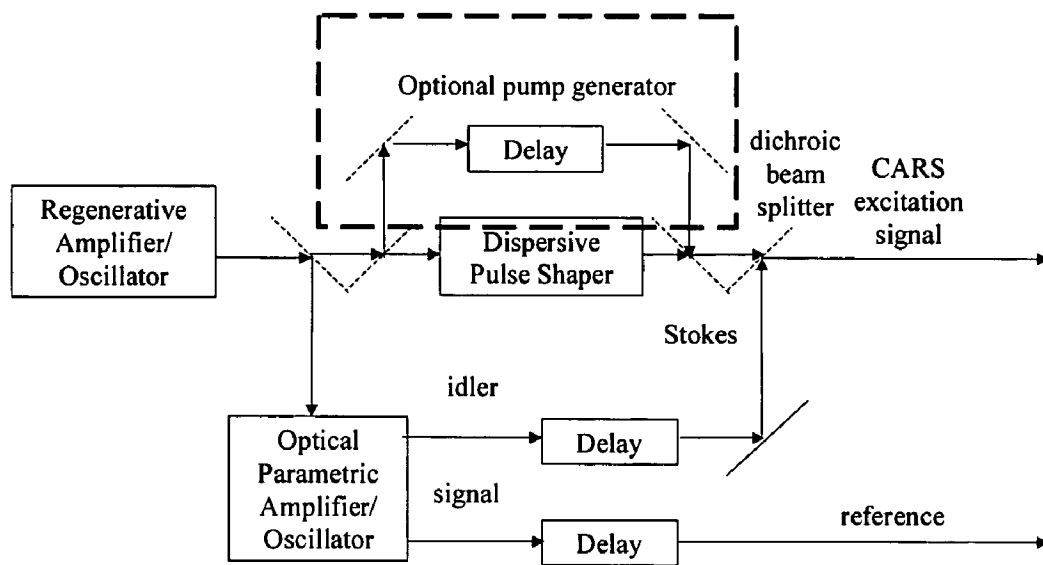 Optional pump generator
Delay
dichroic
beam
splitter
CARS
excitation
signal
Regenerative
Amplifier/
Oscillator
Dispersive
Pulse Shaper
Stokes
idler
Delay
Optical
Parametric
Amplifier/
Oscillator
signal
Delay
reference